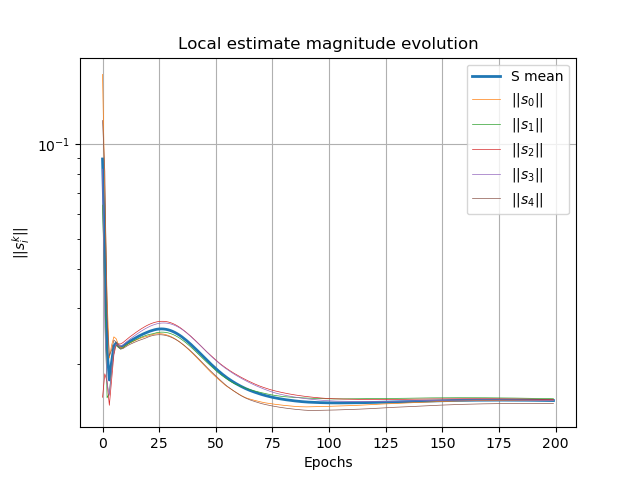 Local estimate magnitude evolution
S mean
||s₀||
||s₁||
||s₂||
||s₃||
||s₄||
10⁻¹
||sᵢᵏ||
0 25 50 75 100 125 150 175 200
Epochs